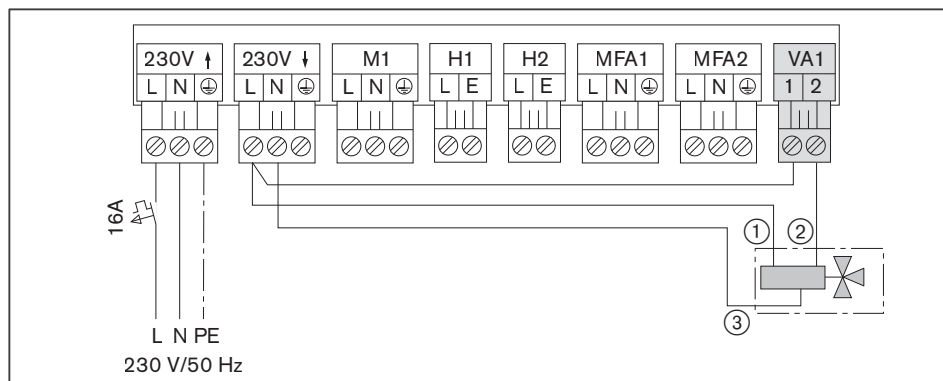 230V ↑ 230V ↓ M1 H1 H2 MFA1 MFA2 VA1
L N ⏚ L N ⏚ L N ⏚ L E L E L N ⏚ L N ⏚ 1 2
16A
① ②
③
L N PE
230 V/50 Hz